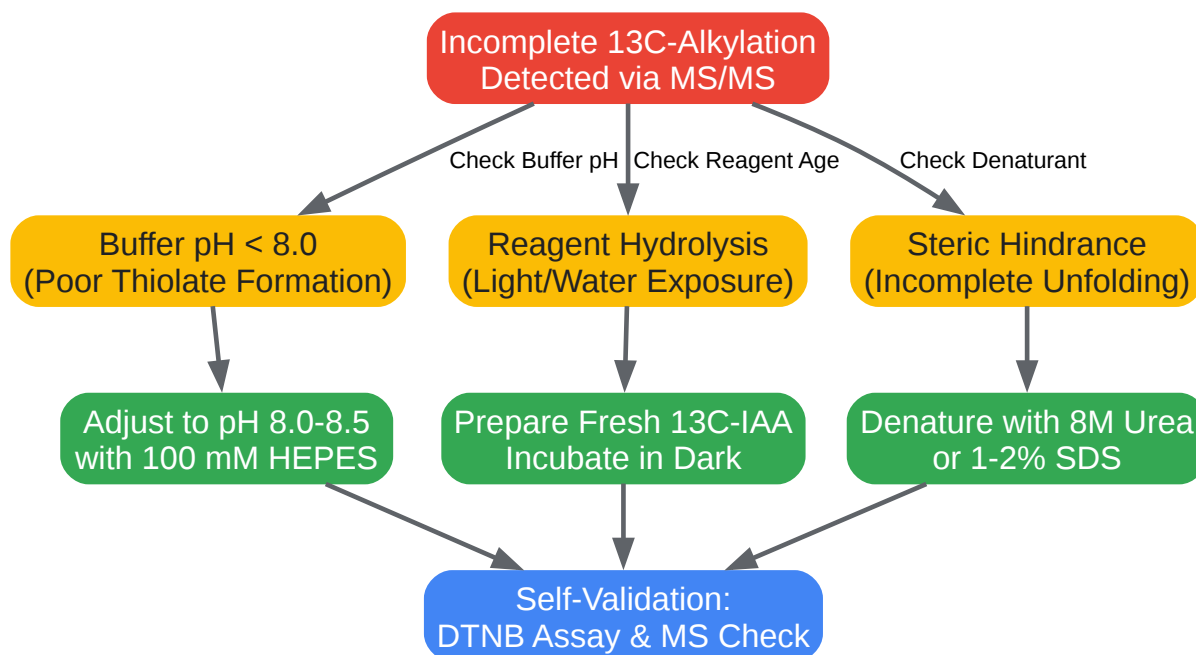 Incomplete 13C-Alkylation
Detected via MS/MS
Check Buffer pH
Check Reagent Age
Check Denaturant
Buffer pH < 8.0
(Poor Thiolate Formation)
Reagent Hydrolysis
(Light/Water Exposure)
Steric Hindrance
(Incomplete Unfolding)
Adjust to pH 8.0-8.5
with 100 mM HEPES
Prepare Fresh 13C-IAA
Incubate in Dark
Denature with 8M Urea
or 1-2% SDS
Self-Validation:
DTNB Assay & MS Check